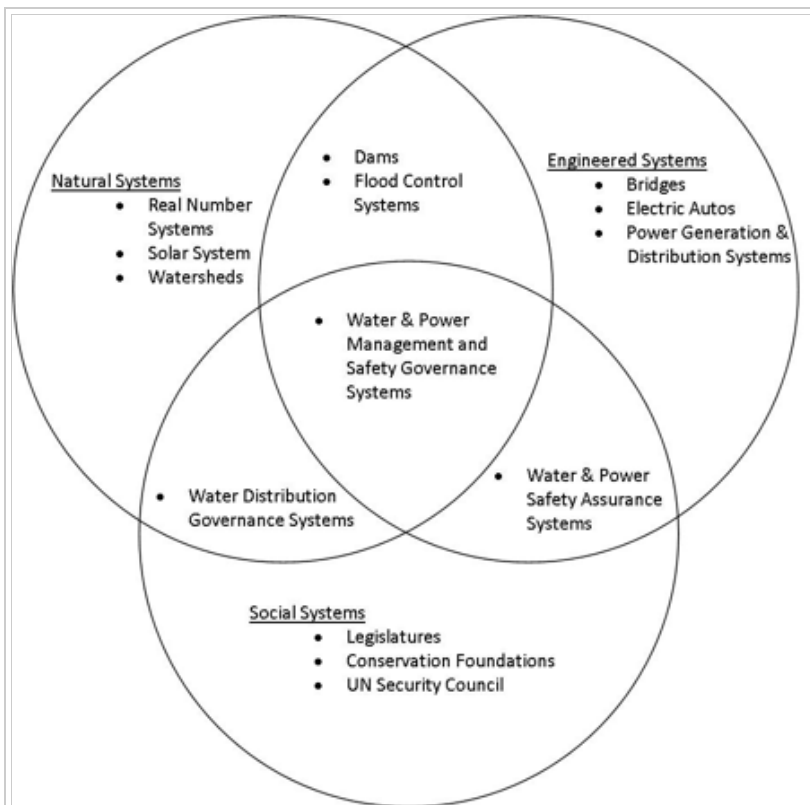 Natural Systems
• Real Number
Systems
• Solar System
• Watersheds
• Dams
• Flood Control
Systems
Engineered Systems
• Bridges
• Electric Autos
• Power Generation &
Distribution Systems
• Water & Power
Management and
Safety Governance
Systems
• Water Distribution
Governance Systems
• Water & Power
Safety Assurance
Systems
Social Systems
• Legislatures
• Conservation Foundations
• UN Security Council